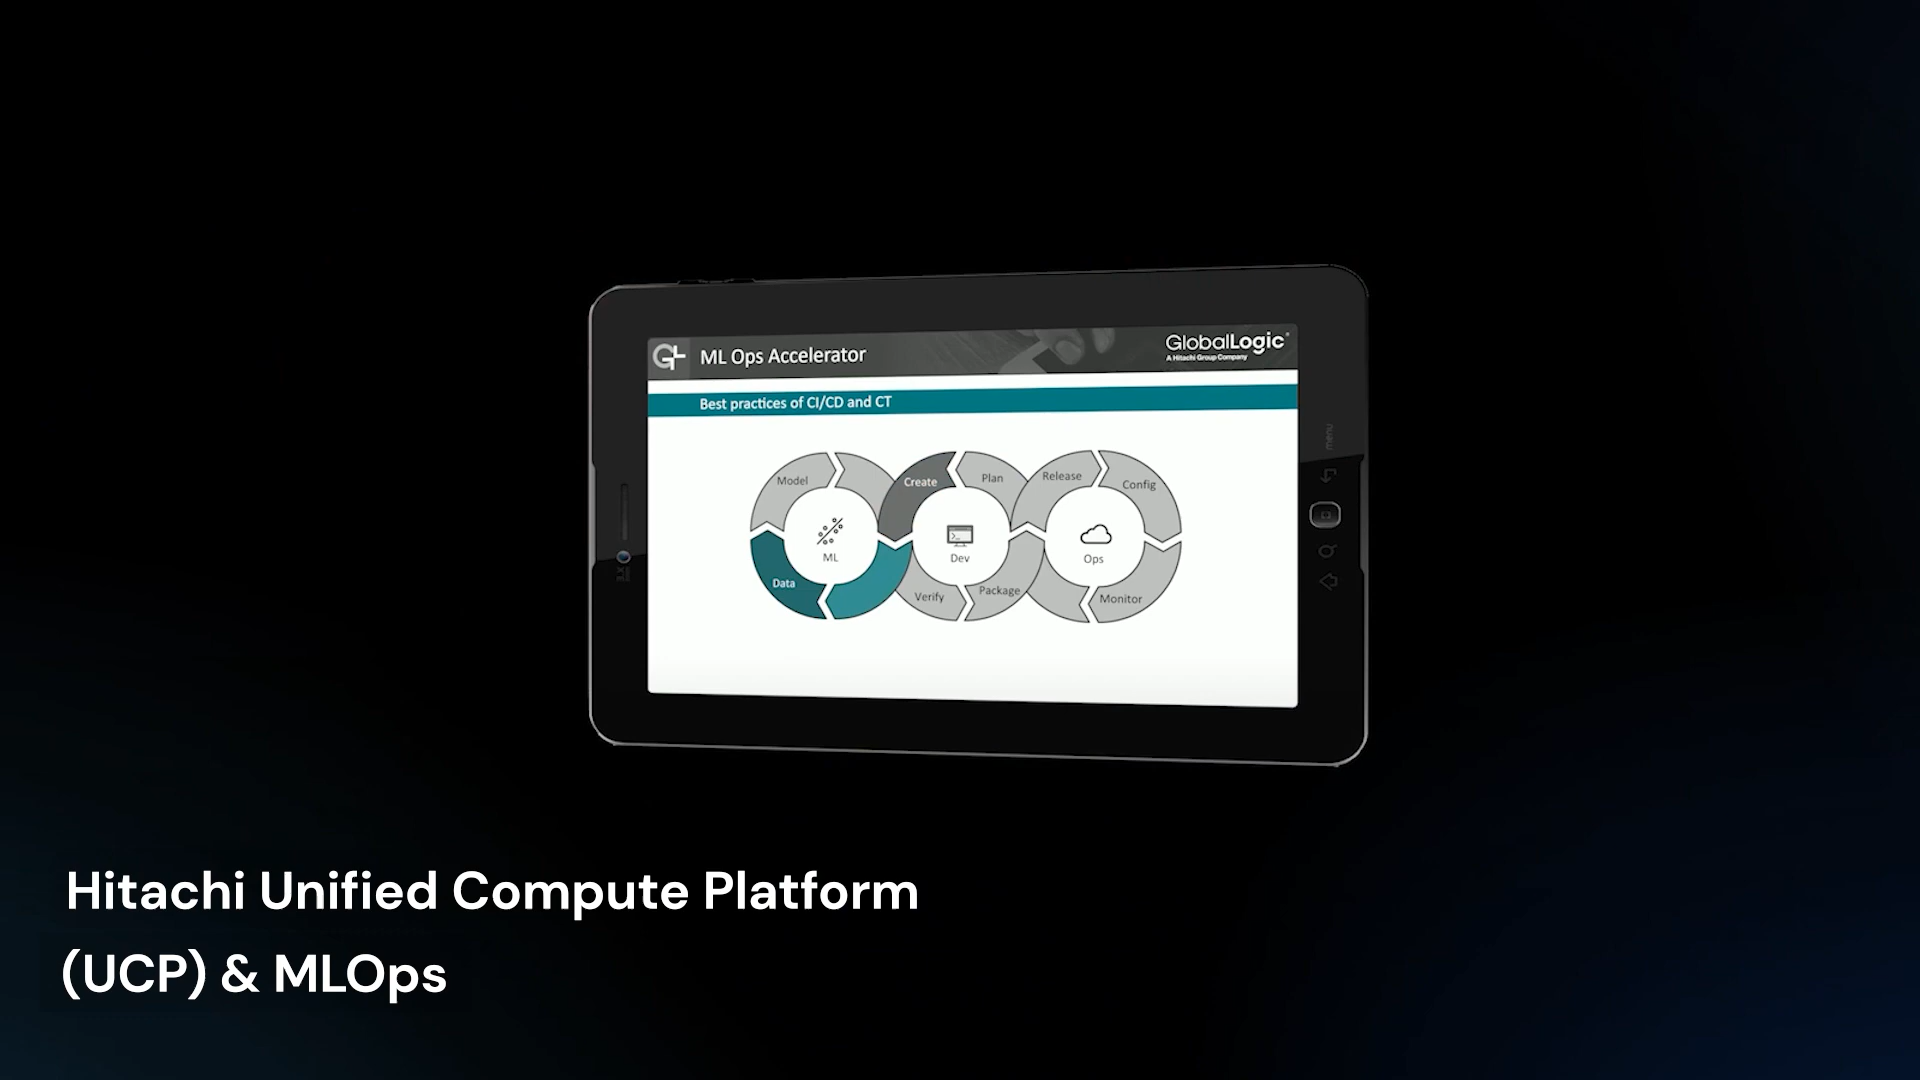 ML Ops Accelerator
GlobalLogic
A Hitachi Group Company
Best practices of CI/CD and CT
Model
Create
Plan
Release
Config
ML
Dev
Ops
Data
Verify
Package
Monitor
menu
Hitachi Unified Compute Platform
(UCP) & MLOps